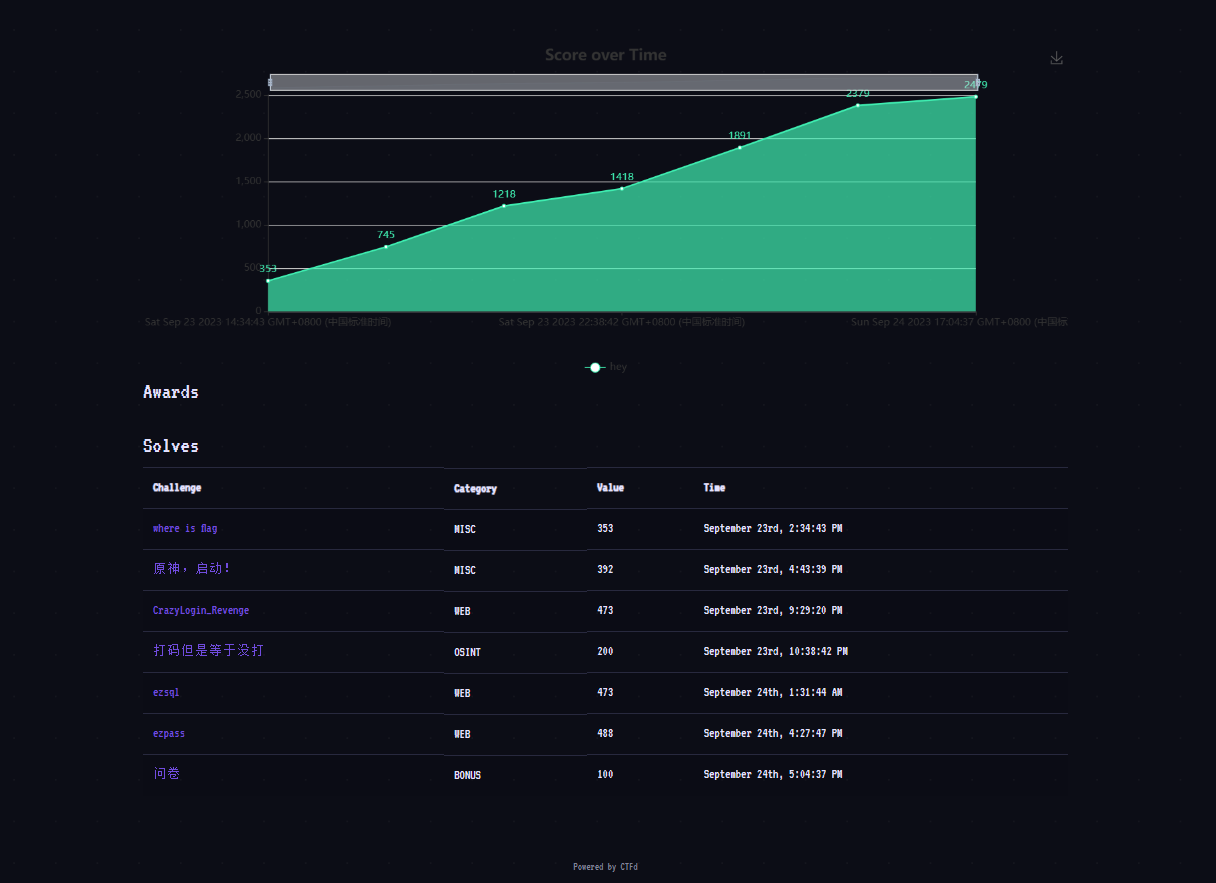 Score over Time
2,500
2,000
1,500
1,000
500
0
353
745
1218
1418
1891
2379
2479
Sat Sep 23 2023 14:34:43 GMT+0800 (中国标准时间)
Sat Sep 23 2023 22:38:42 GMT+0800 (中国标准时间)
Sun Sep 24 2023 17:04:37 GMT+0800 (中国标
hey
Awards
Solves
Challenge Category Value Time
where is flag MISC 353 September 23rd, 2:34:43 PM
原神，启动！ MISC 392 September 23rd, 4:43:39 PM
CrazyLogin_Revenge WEB 473 September 23rd, 9:29:20 PM
打码但是等于没打 OSINT 200 September 23rd, 10:38:42 PM
ezsql WEB 473 September 24th, 1:31:44 AM
ezpass WEB 488 September 24th, 4:27:47 PM
问卷 BONUS 100 September 24th, 5:04:37 PM
Powered by CTFd